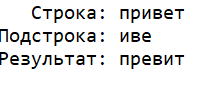 Строка: привет
Подстрока: иве
Результат: превит